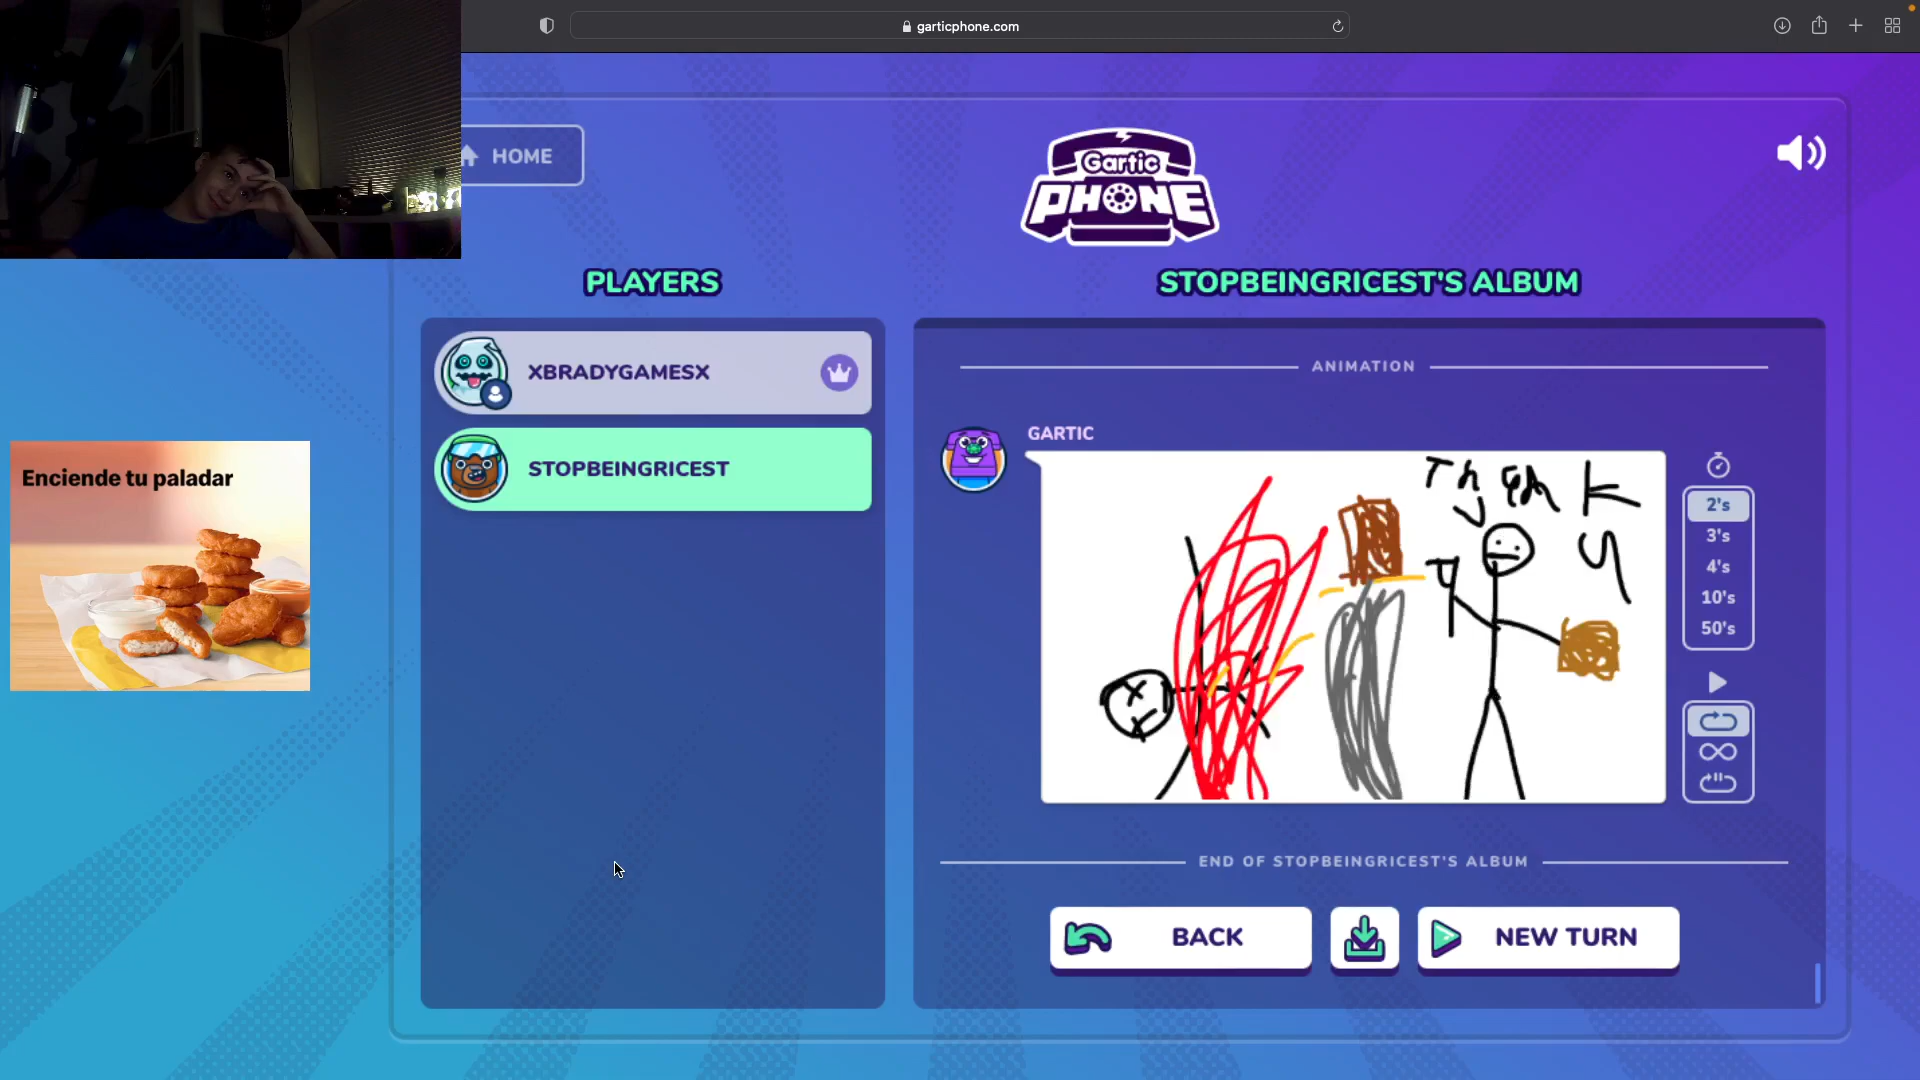 garticphone.com
HOME
Gartic
PHONE
PLAYERS
STOPBEINGRICEST'S ALBUM
XBRADYGAMESX
STOPBEINGRICEST
ANIMATION
GARTIC
2's
3's
4's
10's
50's
Enciende tu paladar
END OF STOPBEINGRICEST'S ALBUM
BACK
NEW TURN